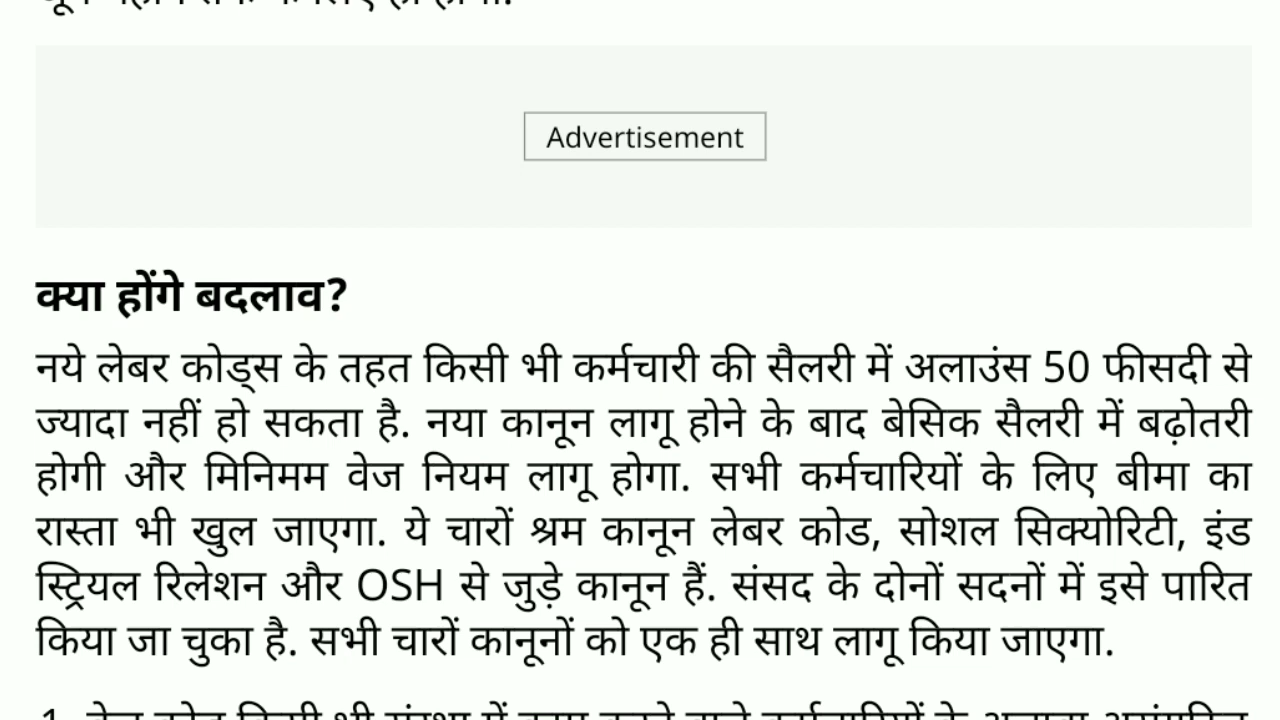 Advertisement
क्या होंगे बदलाव?
नये लेबर कोड्स के तहत किसी भी कर्मचारी की सैलरी में अलाउंस 50 फीसदी से
ज्यादा नहीं हो सकता है. नया कानून लागू होने के बाद बेसिक सैलरी में बढ़ोतरी
होगी और मिनिमम वेज नियम लागू होगा. सभी कर्मचारियों के लिए बीमा का
रास्ता भी खुल जाएगा. ये चारों श्रम कानून लेबर कोड, सोशल सिक्योरिटी, इंड
स्ट्रियल रिलेशन और OSH से जुड़े कानून हैं. संसद के दोनों सदनों में इसे पारित
किया जा चुका है. सभी चारों कानूनों को एक ही साथ लागू किया जाएगा.